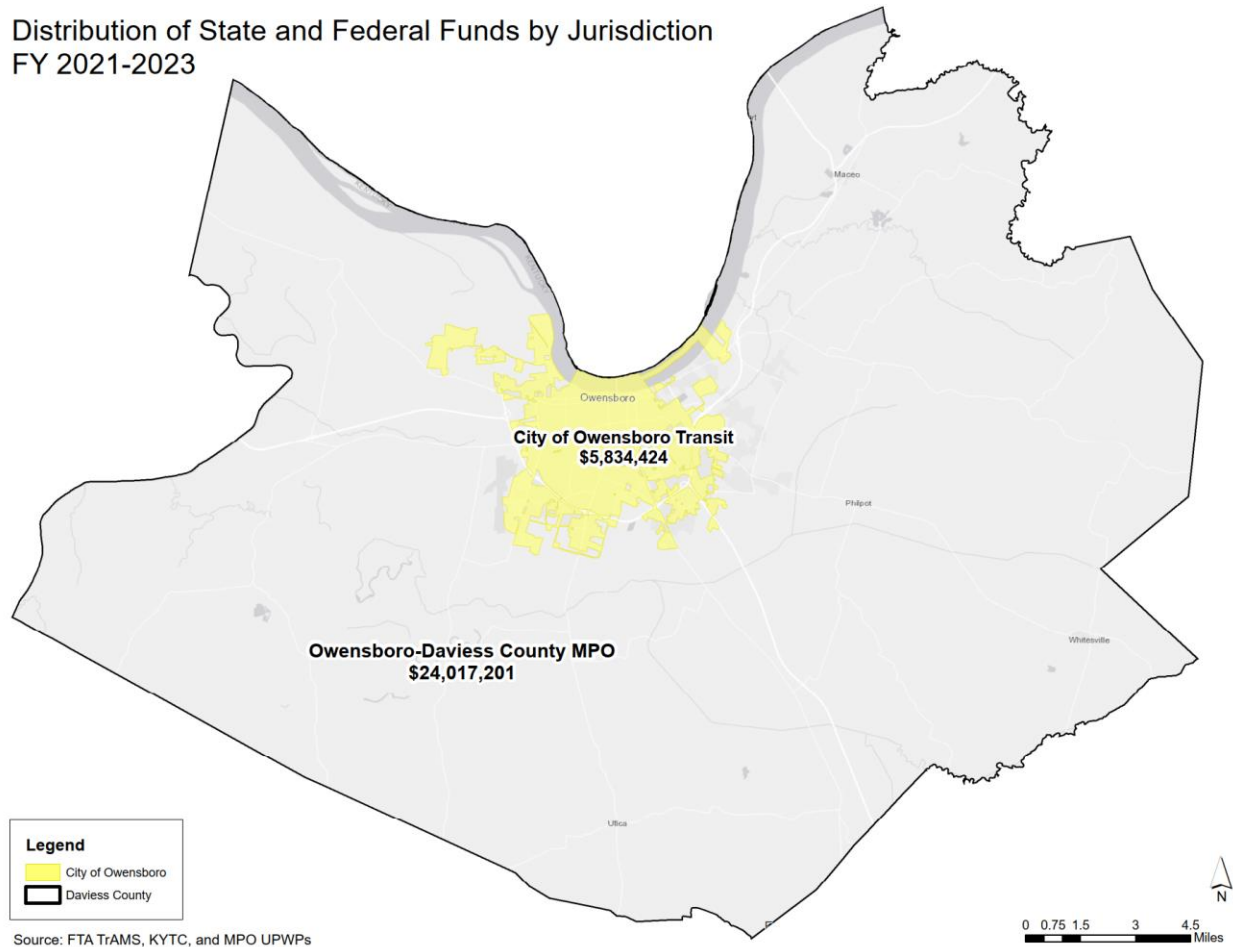 Distribution of State and Federal Funds by Jurisdiction
FY 2021-2023
KENTUCKY
Maceo
KENTUCKY
Owensboro
City of Owensboro Transit
$5,834,424
Philpot
Whitesville
Owensboro-Daviess County MPO
$24,017,201
Utica
Legend
City of Owensboro
Daviess County
N
0 0.75 1.5 3 4.5
Miles
Source: FTA TrAMS, KYTC, and MPO UPWPs